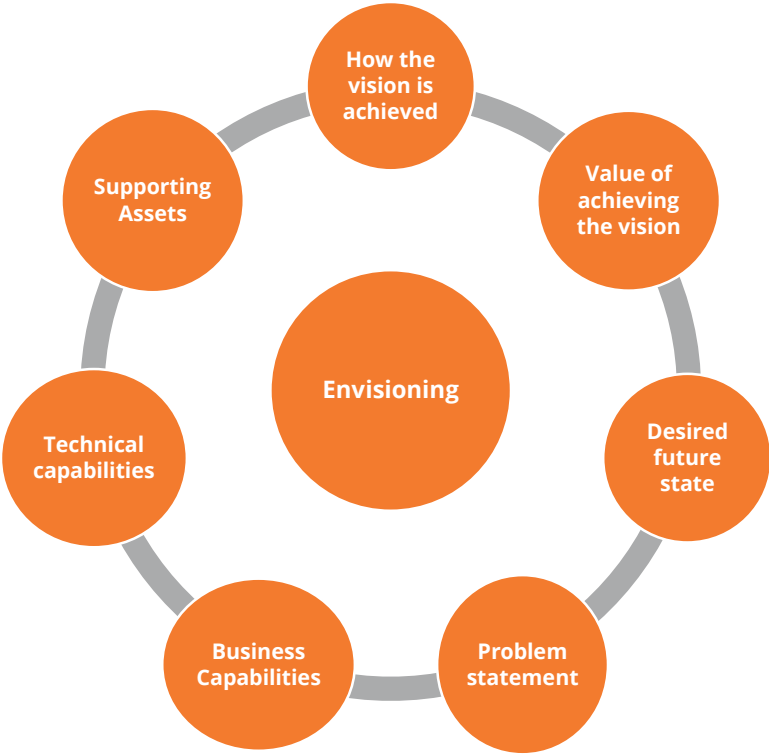 How the
vision is
achieved
Value of
achieving
the vision
Desired
future
state
Problem
statement
Business
Capabilities
Technical
capabilities
Supporting
Assets
Envisioning